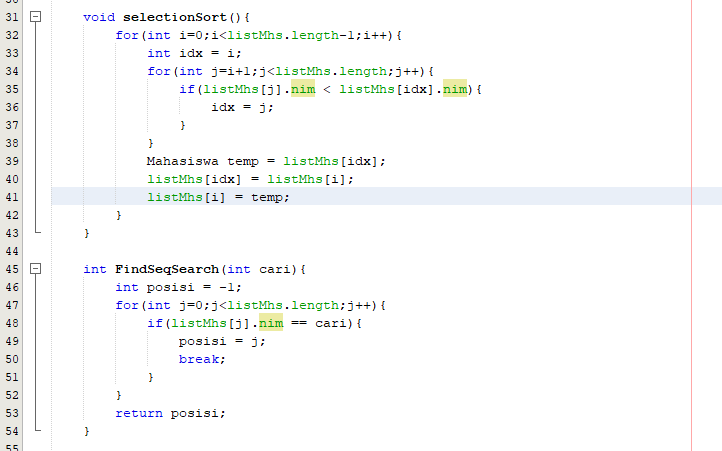 31 void selectionSort(){
32 for(int i=0;i<listMhs.length-1;i++){
33 int idx = i;
34 for(int j=i+1;j<listMhs.length;j++){
35 if(listMhs[j].nim < listMhs[idx].nim){
36 idx = j;
37 }
38 }
39 Mahasiswa temp = listMhs[idx];
40 listMhs[idx] = listMhs[i];
41 listMhs[i] = temp;
42 }
43 }
44
45 int FindSeqSearch(int cari){
46 int posisi = -1;
47 for(int j=0;j<listMhs.length;j++){
48 if(listMhs[j].nim == cari){
49 posisi = j;
50 break;
51 }
52 }
53 return posisi;
54 }
55